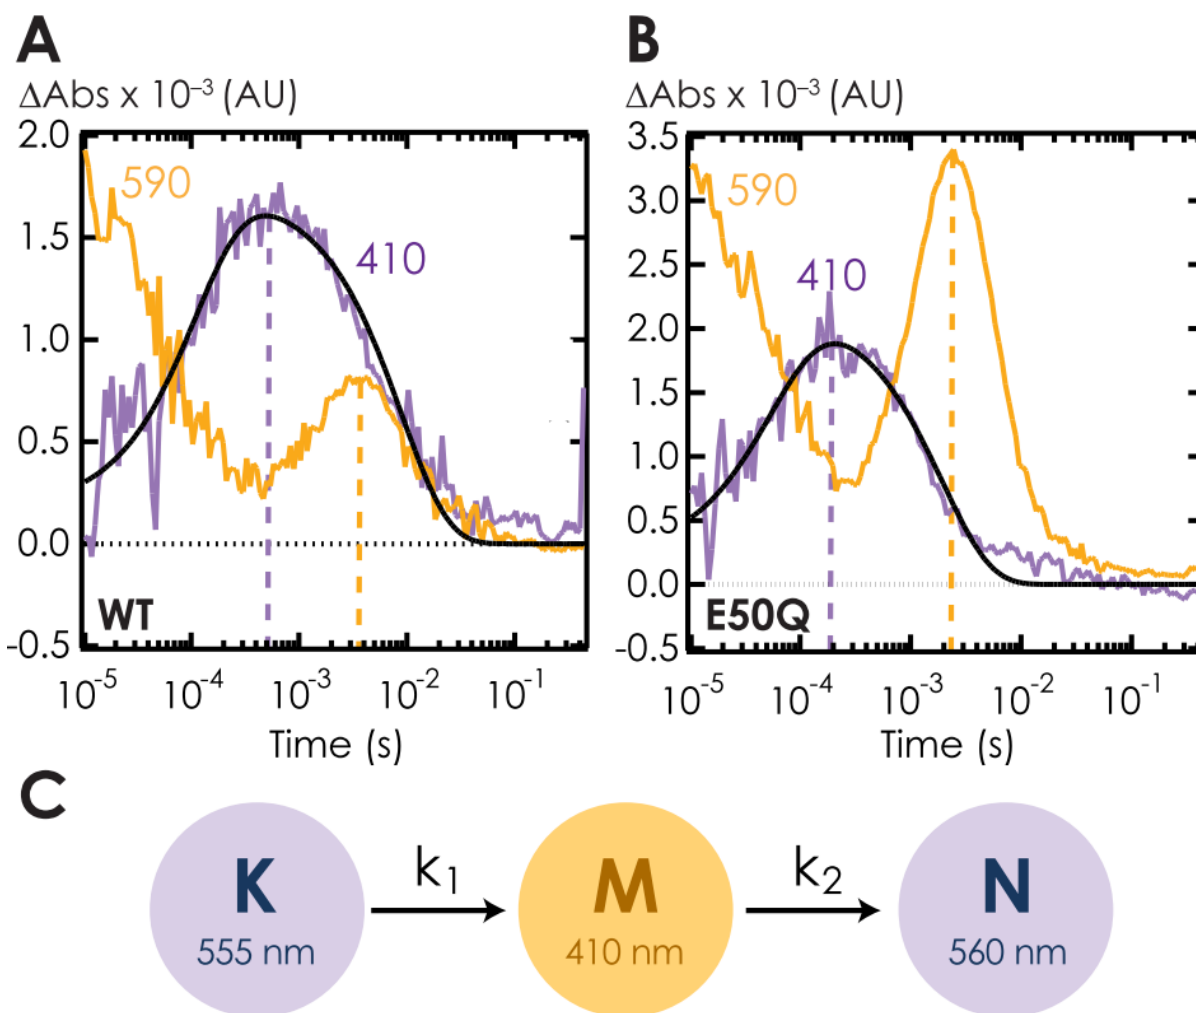 A
ΔAbs x 10⁻³ (AU)
2.0
1.5
1.0
0.5
0.0
-0.5
590
410
WT
10⁻⁵ 10⁻⁴ 10⁻³ 10⁻² 10⁻¹
Time (s)
B
ΔAbs x 10⁻³ (AU)
3.5
3.0
2.5
2.0
1.5
1.0
0.5
0.0
-0.5
590
410
E50Q
10⁻⁵ 10⁻⁴ 10⁻³ 10⁻² 10⁻¹
Time (s)
C
K
555 nm
k₁
M
410 nm
k₂
N
560 nm